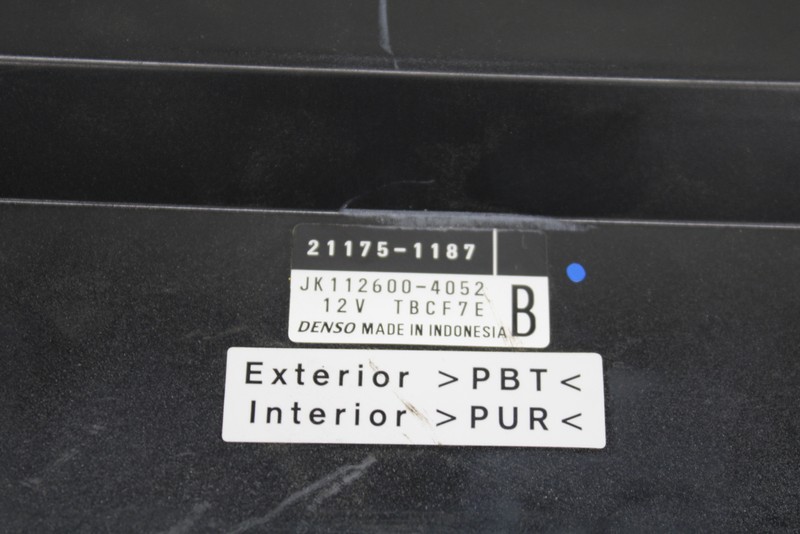 21175-1187
JK112600-4052
12V TBCF7E
B
DENSO MADE IN INDONESIA
Exterior >PBT<
Interior >PUR<